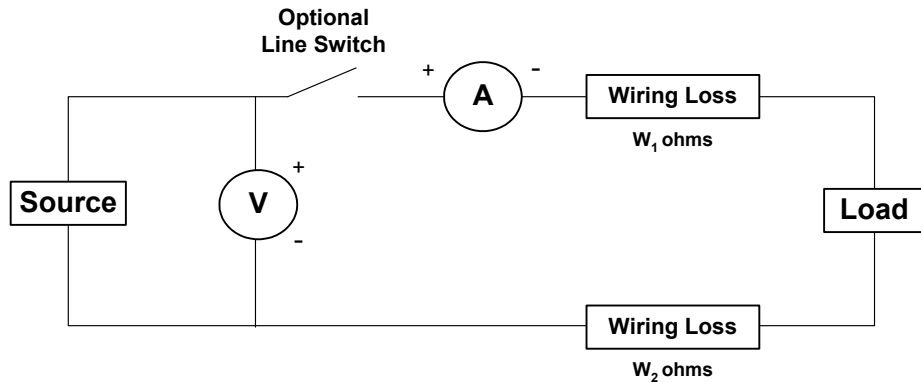 Optional
Line Switch
+
A
-
Wiring Loss
W₁ ohms
Source
+
V
-
Load
Wiring Loss
W₂ ohms